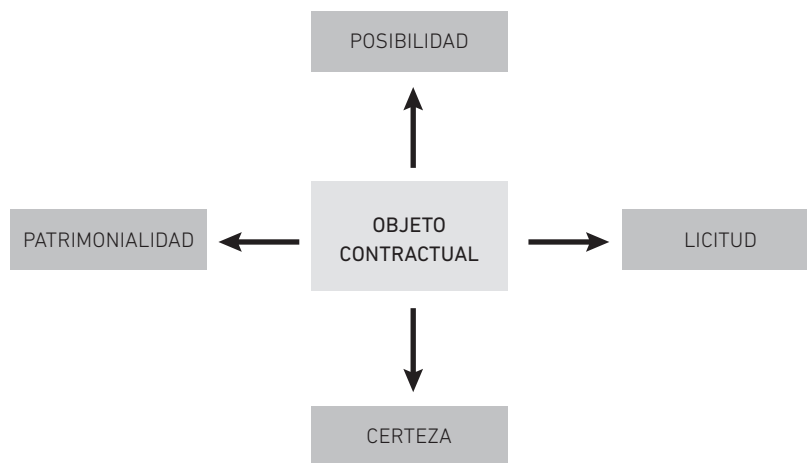 POSIBILIDAD
PATRIMONIALIDAD
OBJETO
CONTRACTUAL
LICITUD
CERTEZA